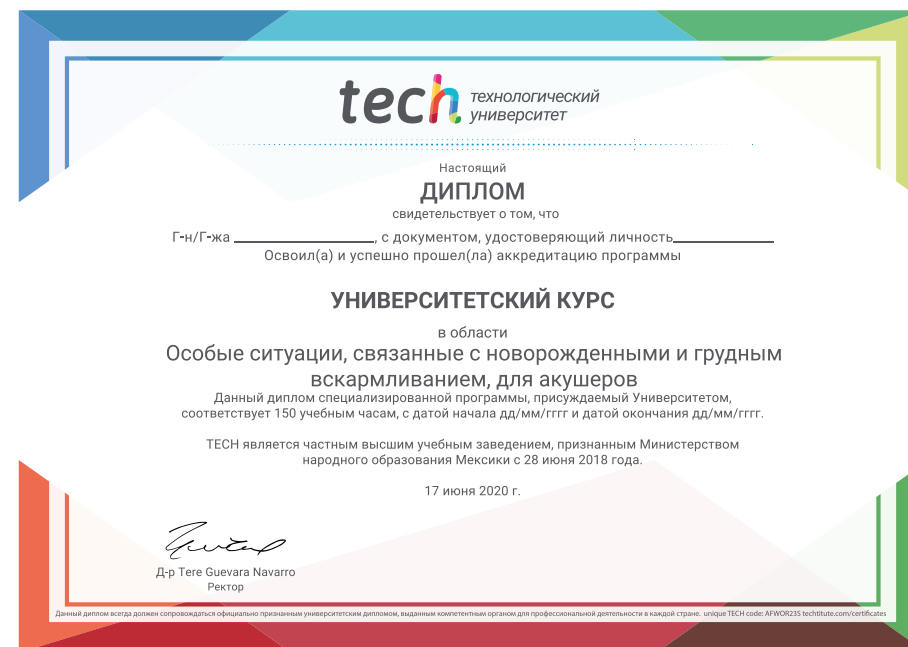 tech технологический
университет
Настоящий
ДИПЛОМ
свидетельствует о том, что
Г-н/Г-жа , с документом, удостоверяющий личность
Освоил(а) и успешно прошел(ла) аккредитацию программы
УНИВЕРСИТЕТСКИЙ КУРС
в области
Особые ситуации, связанные с новорожденными и грудным
вскармливанием, для акушеров
Данный диплом специализированной программы, присуждаемый Университетом,
соответствует 150 учебным часам, с датой начала дд/мм/гггг и датой окончания дд/мм/гггг.
TECH является частным высшим учебным заведением, признанным Министерством
народного образования Мексики с 28 июня 2018 года.
17 июня 2020 г.
Д-р Tere Guevara Navarro
Ректор
Данный диплом всегда должен сопровождаться официально признанным университетским дипломом, выданным компетентным органом для профессиональной деятельности в каждой стране. unique TECH code: AFWOR23S techtitute.com/certificates